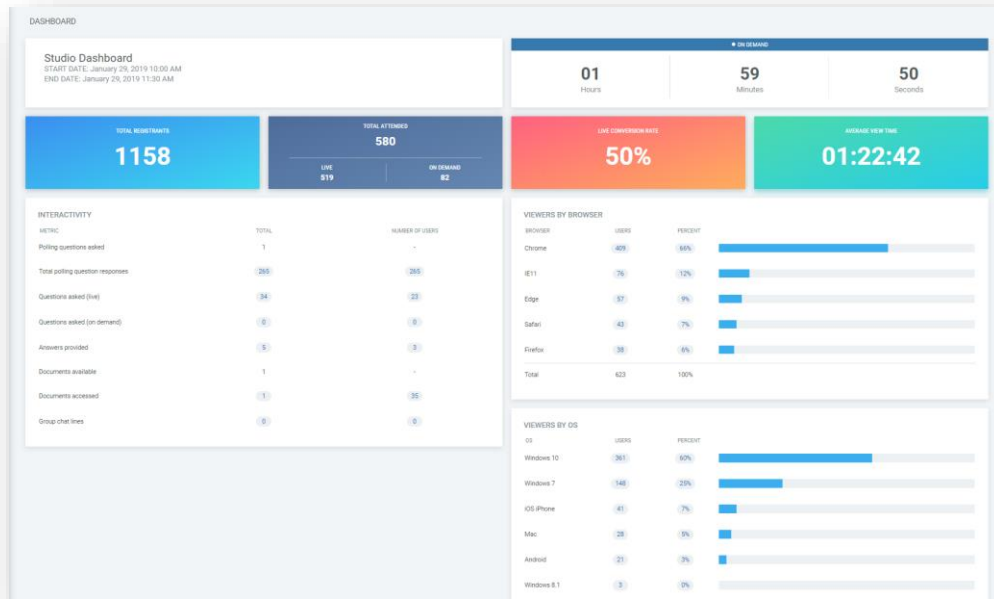 DASHBOARD
Studio Dashboard
START DATE: January 29, 2019 10:00 AM
END DATE: January 29, 2019 11:30 AM
ON DEMAND
01 59 50
Hours Minutes Seconds
TOTAL REGISTRANTS
1158
TOTAL ATTENDED
580
LIVE ON DEMAND
519 82
LIVE CONVERSION RATE
50%
AVERAGE VIEW TIME
01:22:42
INTERACTIVITY
METRIC TOTAL NUMBER OF USERS
Polling questions asked 1 -
Total polling question responses 265 265
Questions asked (live) 34 23
Questions asked (on demand) 0 0
Answers provided 5 3
Documents available 1 -
Documents accessed 1 35
Group chat lines 0 0
VIEWERS BY BROWSER
BROWSER USERS PERCENT
Chrome 409 66%
IE11 76 12%
Edge 57 9%
Safari 43 7%
Firefox 38 6%
Total 623 100%
VIEWERS BY OS
OS USERS PERCENT
Windows 10 361 60%
Windows 7 148 25%
iOS iPhone 41 7%
Mac 28 5%
Android 21 3%
Windows 8.1 3 0%